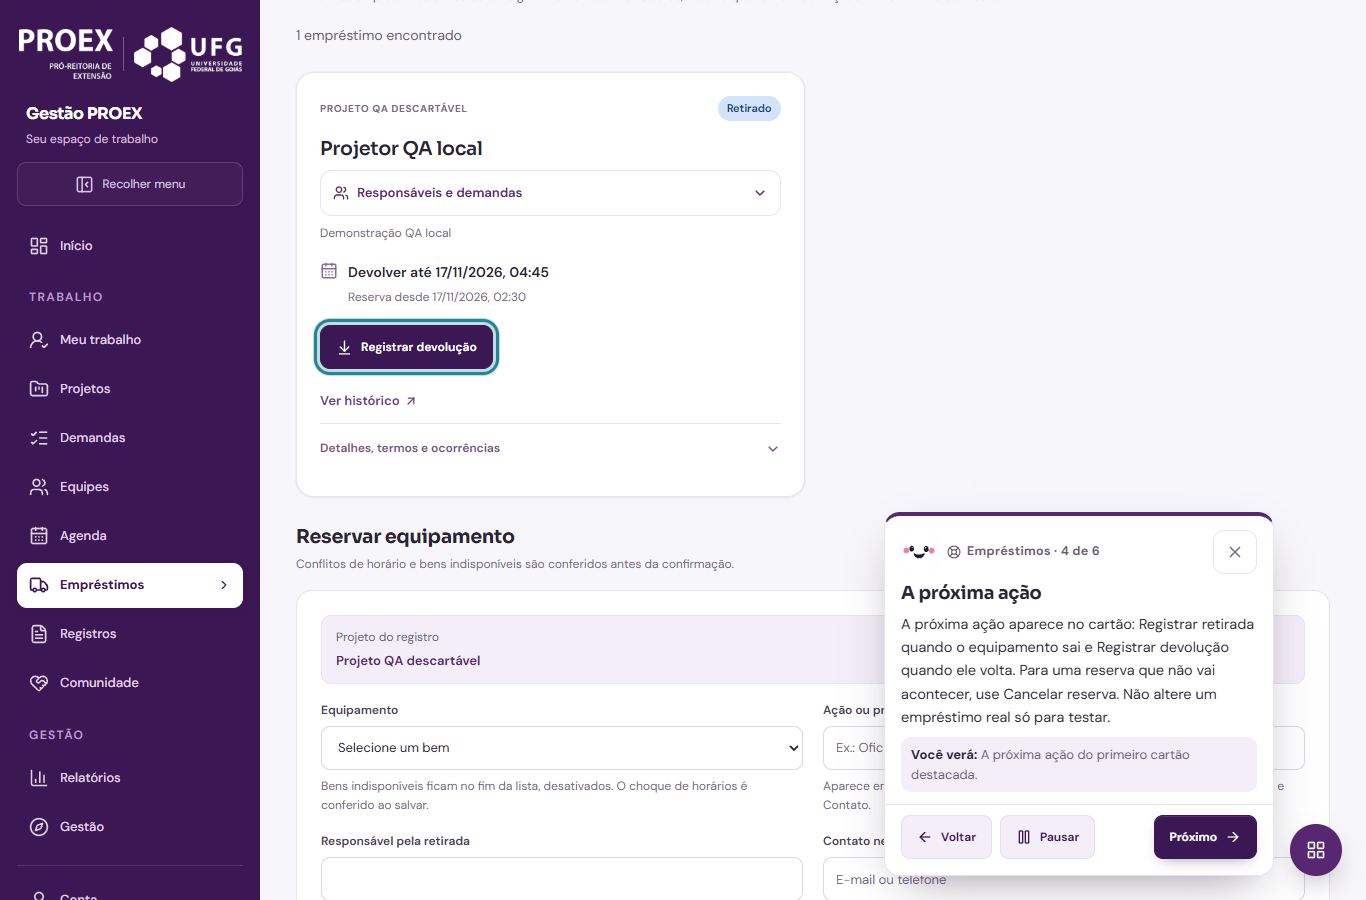 PROEX
PRÓ-REITORIA DE
EXTENSÃO
UFG
UNIVERSIDADE
FEDERAL DE GOIÁS
Gestão PROEX
Seu espaço de trabalho
Recolher menu
Início
TRABALHO
Meu trabalho
Projetos
Demandas
Equipes
Agenda
Empréstimos
Registros
Comunidade
GESTÃO
Relatórios
Gestão
Conta
1 empréstimo encontrado
PROJETO QA DESCARTÁVEL
Retirado
Projetor QA local
Responsáveis e demandas
Demonstração QA local
Devolver até 17/11/2026, 04:45
Reserva desde 17/11/2026, 02:30
Registrar devolução
Ver histórico
Detalhes, termos e ocorrências
Reservar equipamento
Conflitos de horário e bens indisponíveis são conferidos antes da confirmação.
Projeto do registro
Projeto QA descartável
Equipamento
Selecione um bem
Bens indisponíveis ficam no fim da lista, desativados. O choque de horários é
conferido ao salvar.
Ação ou
Ex.:
Aparece
e
Contato.
Responsável pela retirada
Contato
E-mail ou telefone
Empréstimos · 4 de 6
A próxima ação
A próxima ação aparece no cartão: Registrar retirada
quando o equipamento sai e Registrar devolução
quando ele volta. Para uma reserva que não vai
acontecer, use Cancelar reserva. Não altere um
empréstimo real só para testar.
Você verá: A próxima ação do primeiro cartão
destacada.
Voltar
Pausar
Próximo